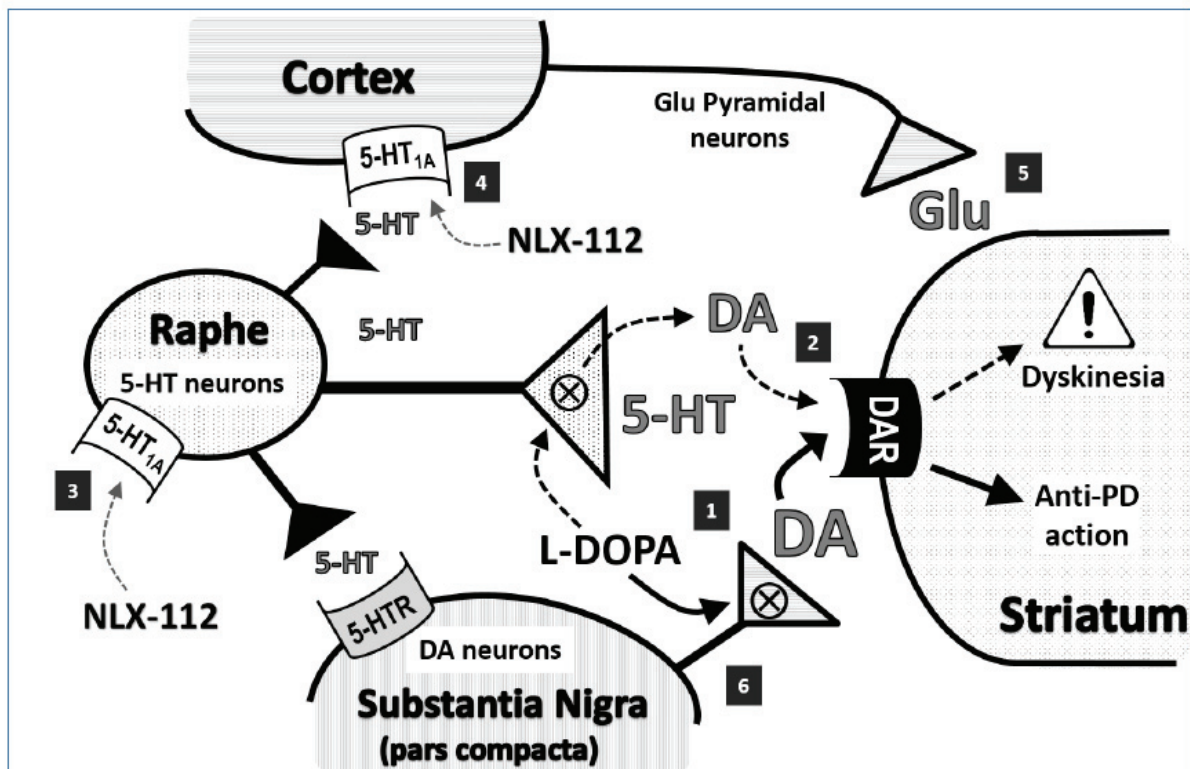 Cortex
Glu Pyramidal
neurons
5-HT1A
4
5-HT
NLX-112
5
Glu
Raphe
5-HT neurons
5-HT1A
3
NLX-112
5-HT
DA
2
5-HT
DAR
!
Dyskinesia
Anti-PD
action
Striatum
1
L-DOPA
DA
6
5-HT
5-HTR
DA neurons
Substantia Nigra
(pars compacta)